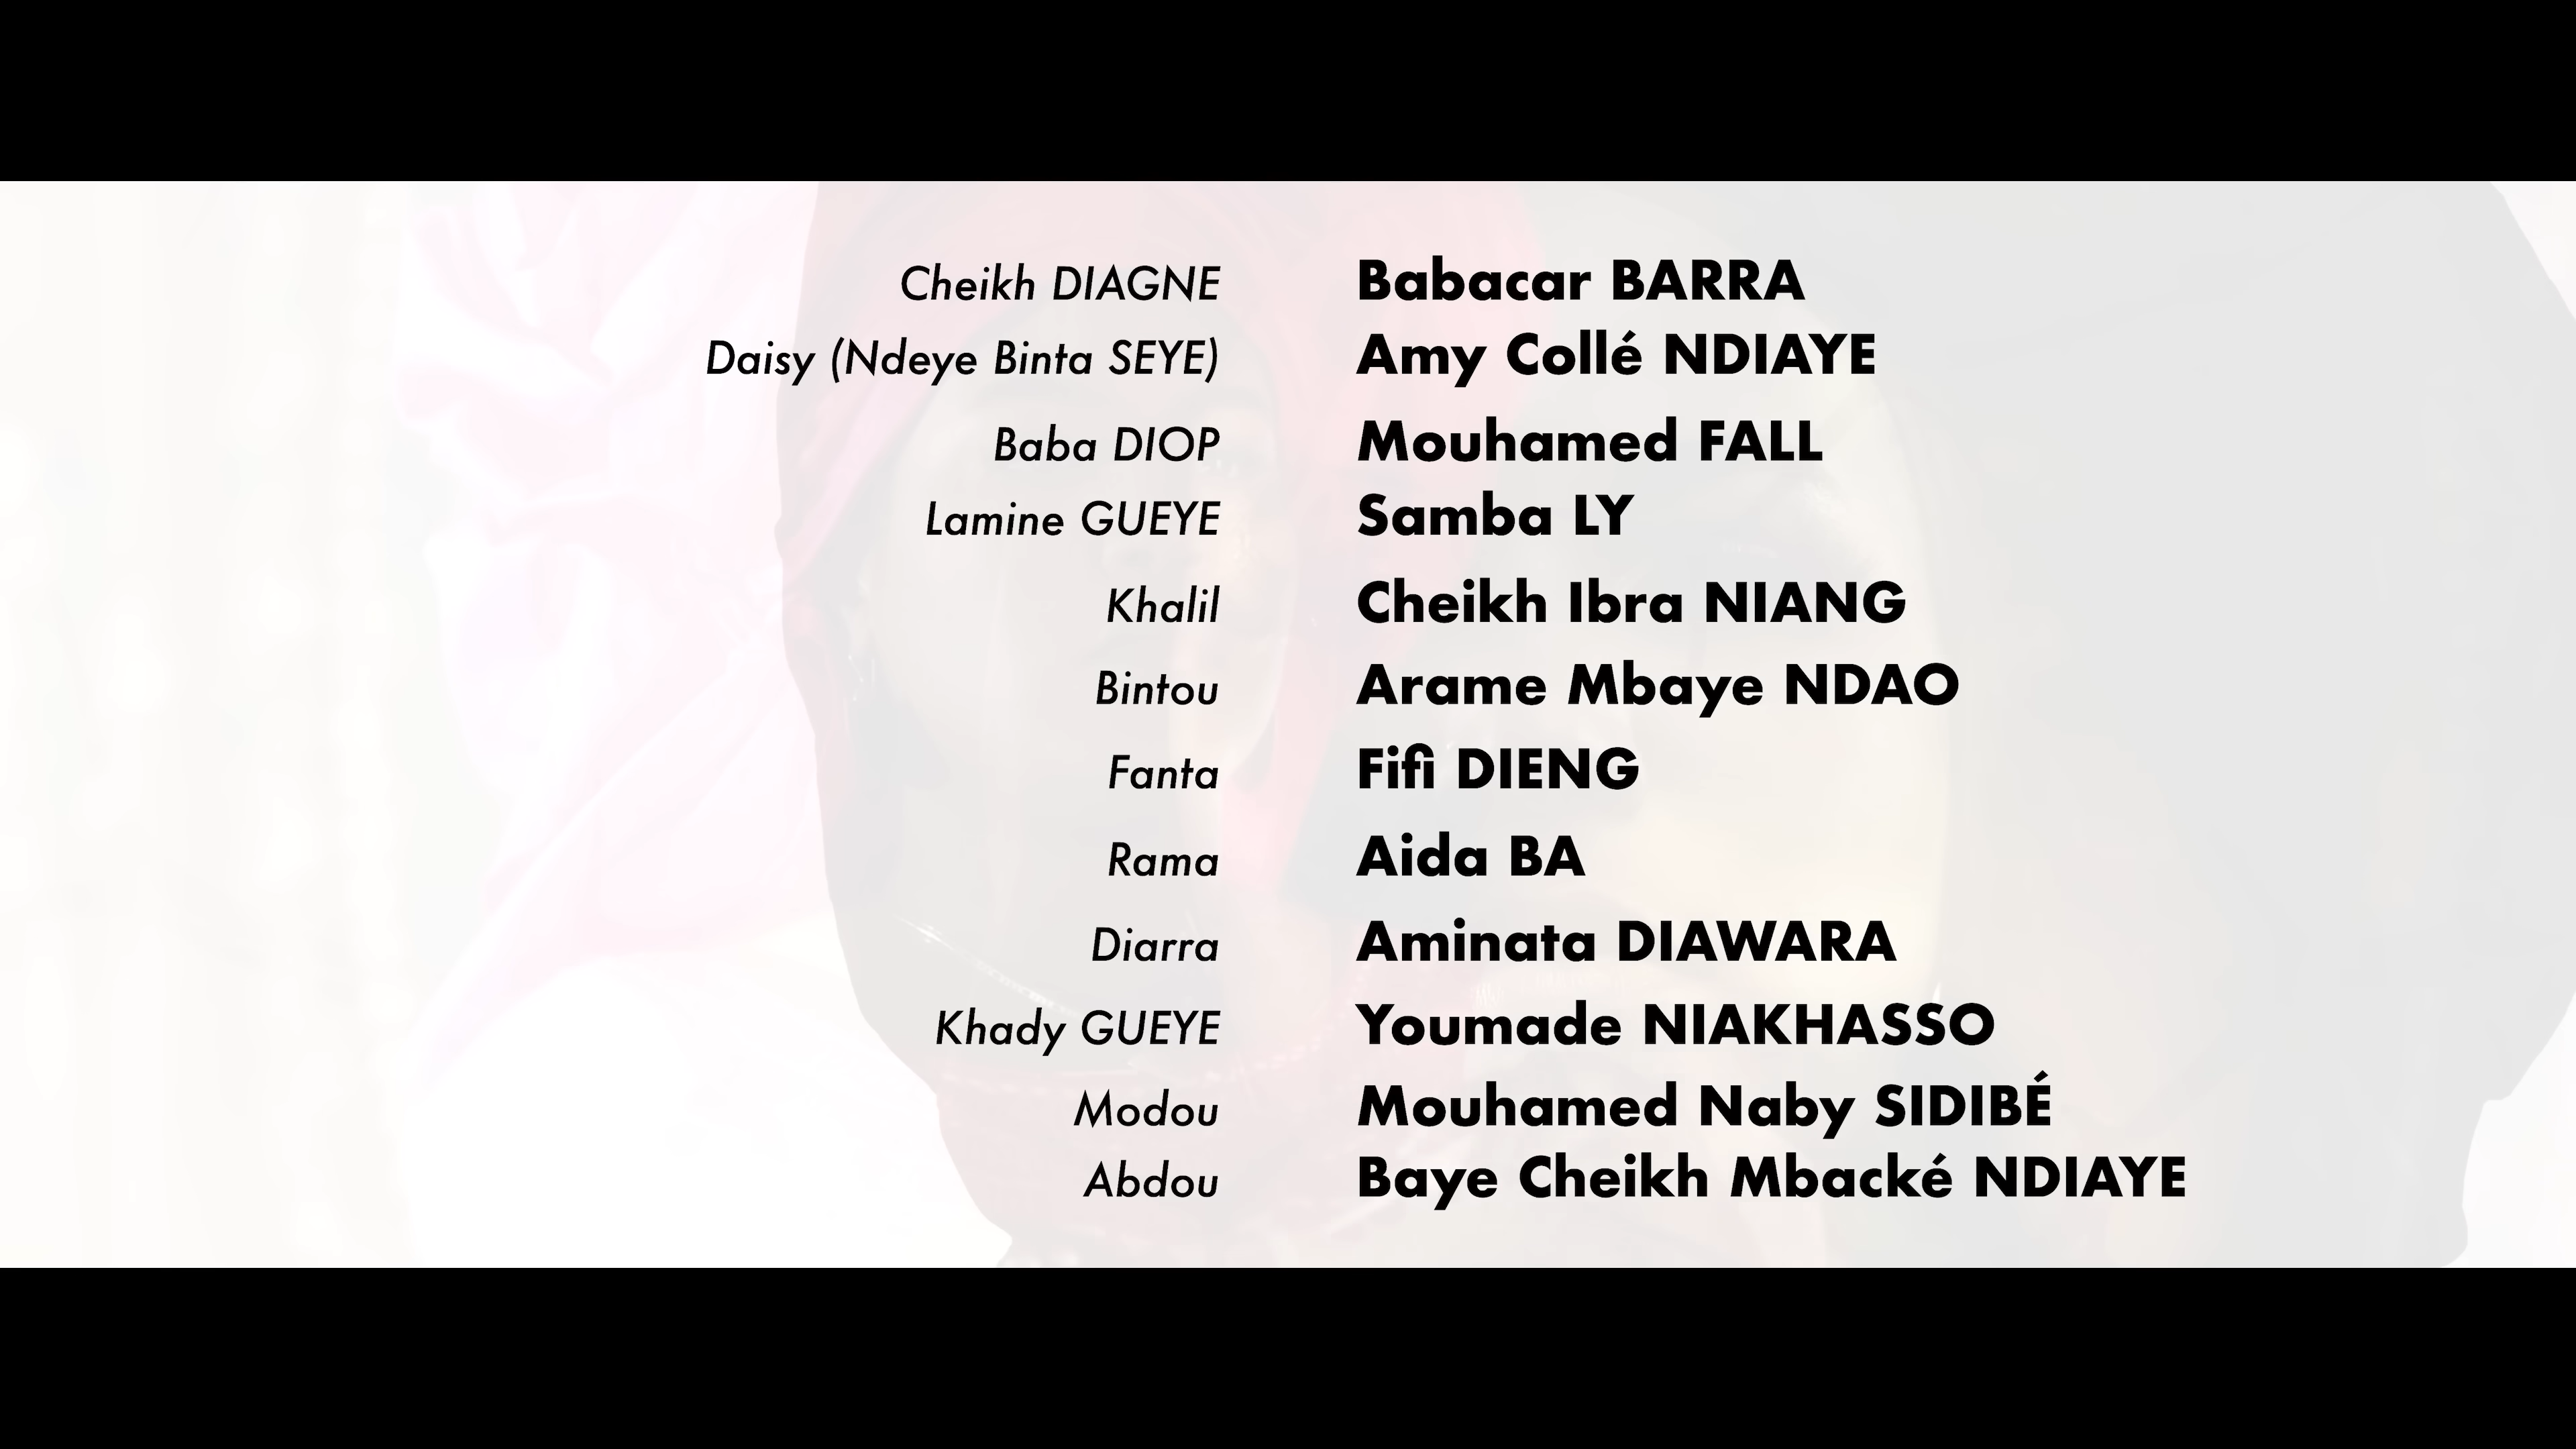 Cheikh DIAGNE Babacar BARRA
Daisy (Ndeye Binta SEYE) Amy Collé NDIAYE
Baba DIOP Mouhamed FALL
Lamine GUEYE Samba LY
Khalil Cheikh Ibra NIANG
Bintou Arame Mbaye NDAO
Fanta Fifi DIENG
Rama Aida BA
Diarra Aminata DIAWARA
Khady GUEYE Youmade NIAKHASSO
Modou Mouhamed Naby SIDIBÉ
Abdou Baye Cheikh Mbacké NDIAYE